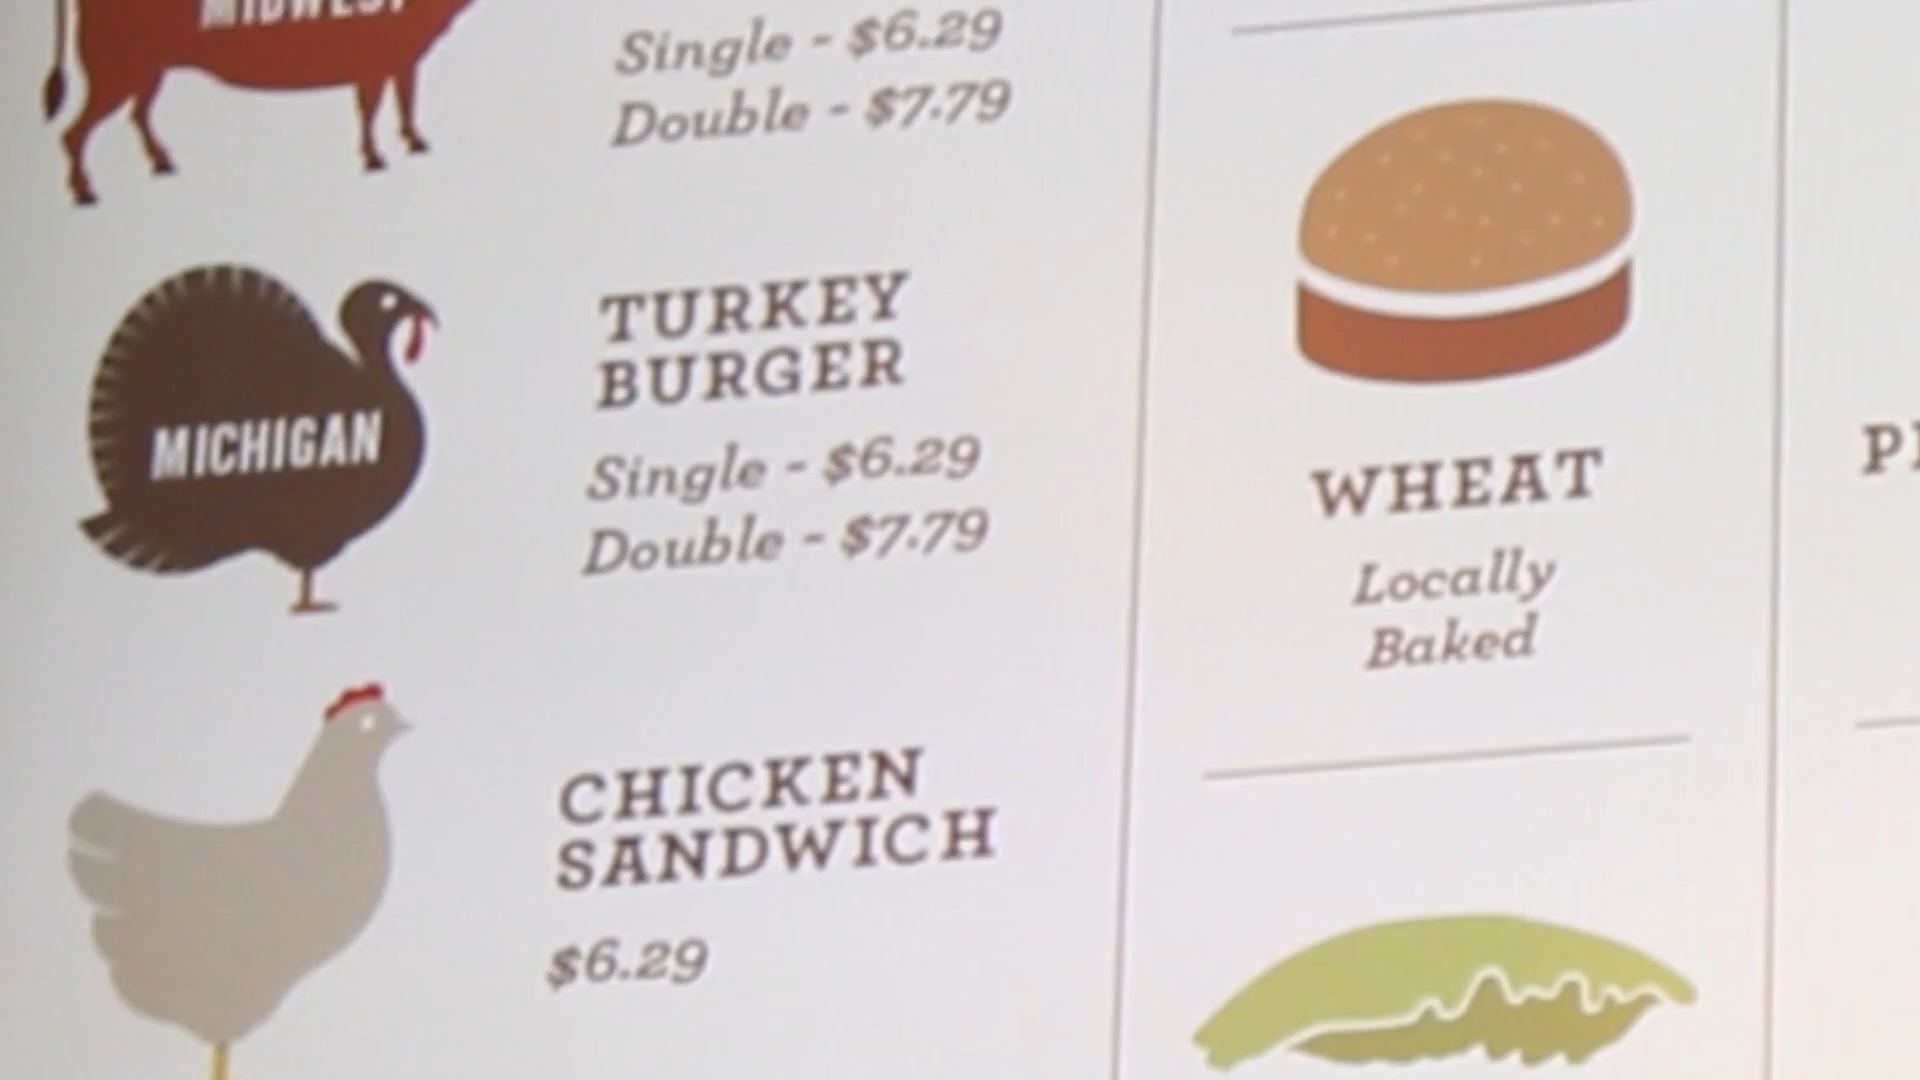 MIDWEST
Single - $6.29
Double - $7.79
MICHIGAN
TURKEY
BURGER
Single - $6.29
Double - $7.79
CHICKEN
SANDWICH
$6.29
WHEAT
Locally
Baked